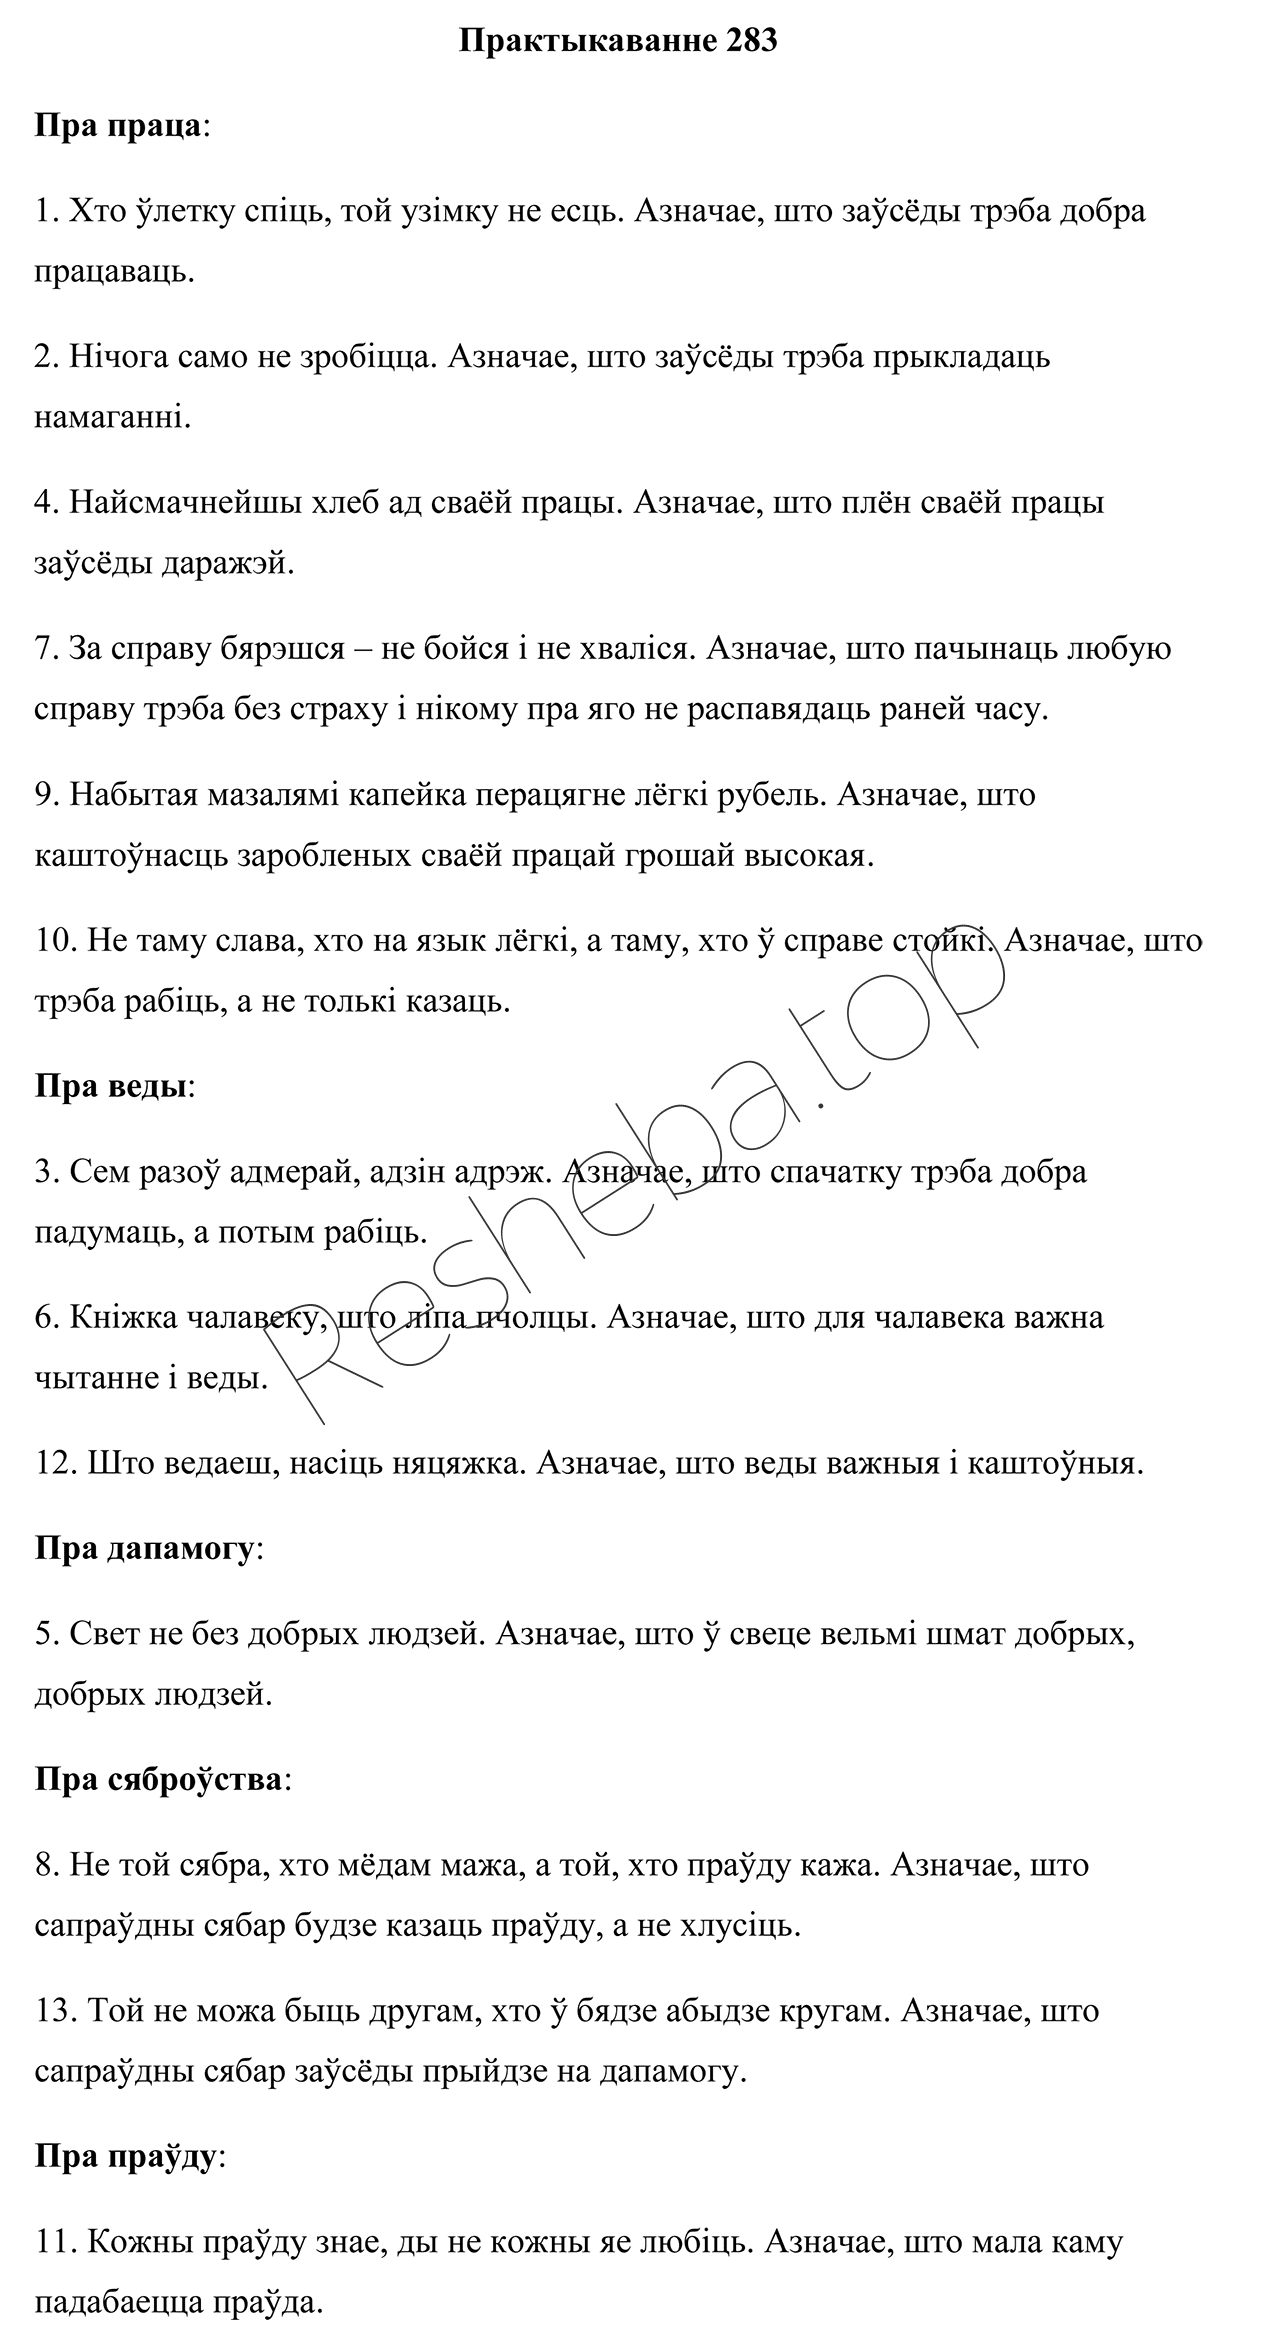 Практыкаванне 283
Пра праца:
1. Хто ўлетку спіць, той узімку не есць. Азначае, што заўсёды трэба добра
працаваць.
2. Нічога само не зробіцца. Азначае, што заўсёды трэба прыкладаць
намаганні.
4. Найсмачнейшы хлеб ад сваёй працы. Азначае, што плён сваёй працы
заўсёды даражэй.
7. За справу бярэшся – не бойся і не хваліся. Азначае, што пачынаць любую
справу трэба без страху і нікому пра яго не распавядаць раней часу.
9. Набытая мазалямі капейка перацягне лёгкі рубель. Азначае, што
каштоўнасць заробленых сваёй працай грошай высокая.
10. Не таму слава, хто на язык лёгкі, а таму, хто ў справе стойкі. Азначае, што
трэба рабіць, а не толькі казаць.
Пра веды:
3. Сем разоў адмерай, адзін адрэж. Азначае, што спачатку трэба добра
падумаць, а потым рабіць.
6. Кніжка чалавеку, што ліпа пчолцы. Азначае, што для чалавека важна
чытанне і веды.
12. Што ведаеш, насіць няцяжка. Азначае, што веды важныя і каштоўныя.
Пра дапамогу:
5. Свет не без добрых людзей. Азначае, што ў свеце вельмі шмат добрых,
добрых людзей.
Пра сяброўства:
8. Не той сябра, хто мёдам мажа, а той, хто праўду кажа. Азначае, што
сапраўдны сябар будзе казаць праўду, а не хлусіць.
13. Той не можа быць другам, хто ў бядзе абыдзе кругам. Азначае, што
сапраўдны сябар заўсёды прыйдзе на дапамогу.
Пра праўду:
11. Кожны праўду знае, ды не кожны яе любіць. Азначае, што мала каму
падабаецца праўда.
Resheba.top